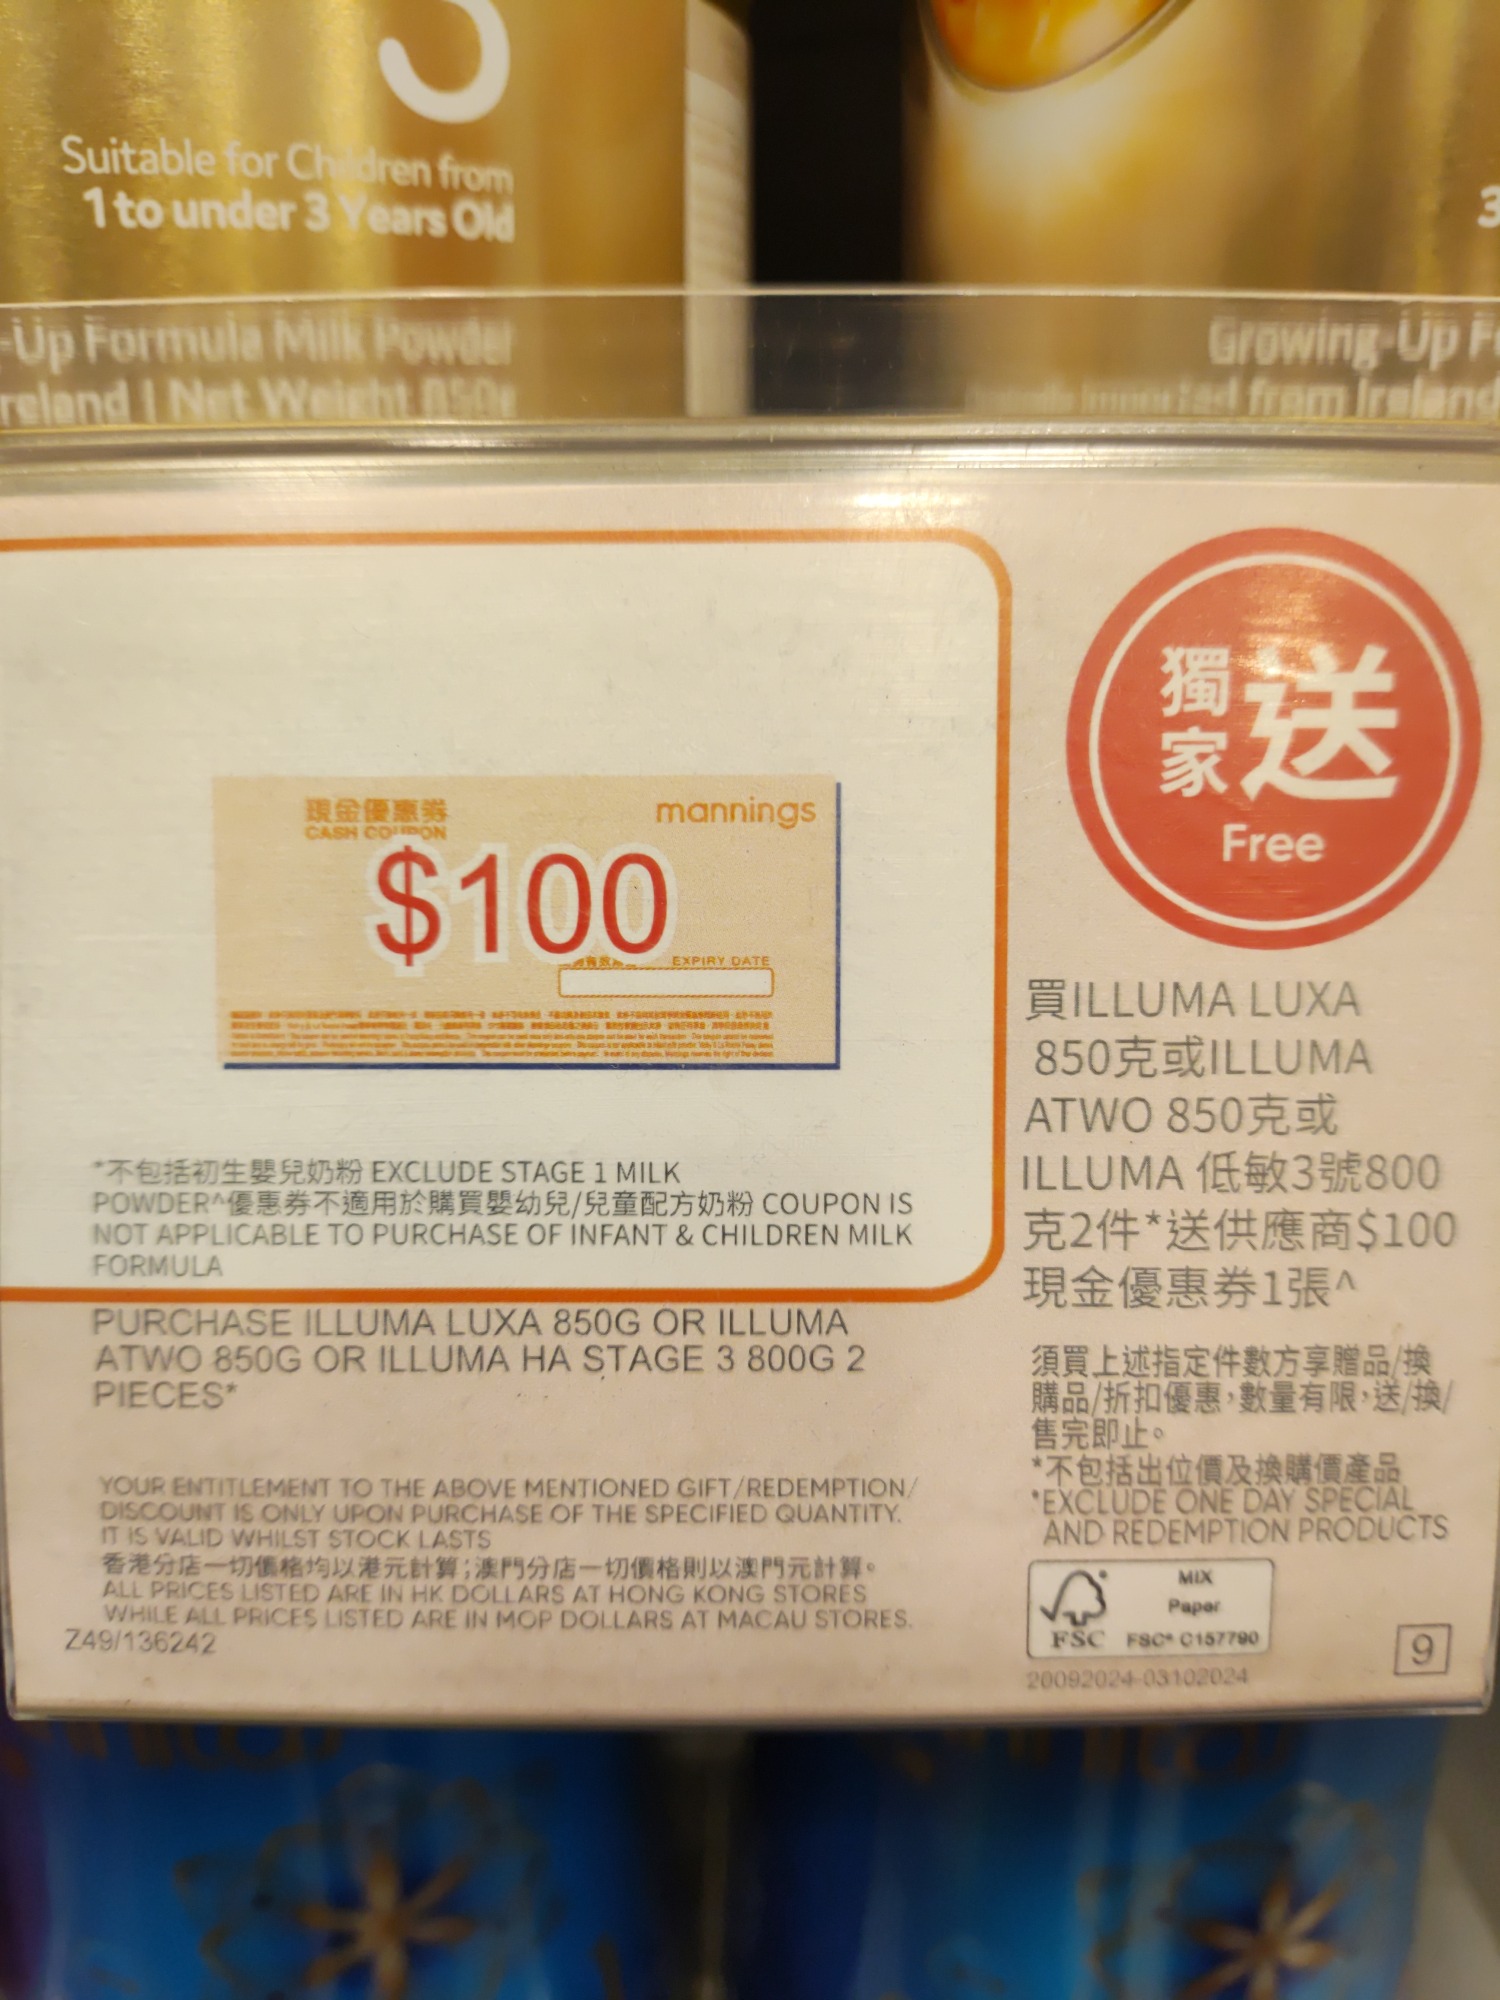 Suitable for Children from
1 to under 3 Years Old
-Up Formula Milk Powder
reland | Net Weight 850g
3
Growing-Up F
imported from Ireland
現金優惠券
CASH COUPON
mannings
$100
EXPIRY DATE
*不包括初生嬰兒奶粉 EXCLUDE STAGE 1 MILK
POWDER^優惠券不適用於購買嬰幼兒/兒童配方奶粉 COUPON IS
NOT APPLICABLE TO PURCHASE OF INFANT & CHILDREN MILK
FORMULA
PURCHASE ILLUMA LUXA 850G OR ILLUMA
ATWO 850G OR ILLUMA HA STAGE 3 800G 2
PIECES*
YOUR ENTITLEMENT TO THE ABOVE MENTIONED GIFT/REDEMPTION/
DISCOUNT IS ONLY UPON PURCHASE OF THE SPECIFIED QUANTITY.
IT IS VALID WHILST STOCK LASTS
香港分店一切價格均以港元計算；澳門分店一切價格則以澳門元計算。
ALL PRICES LISTED ARE IN HK DOLLARS AT HONG KONG STORES
WHILE ALL PRICES LISTED ARE IN MOP DOLLARS AT MACAU STORES.
Z49/136242
獨家送
Free
買ILLUMA LUXA
850克或ILLUMA
ATWO 850克或
ILLUMA 低敏3號800
克2件*送供應商$100
現金優惠券1張^
須買上述指定件數方享贈品/換
購品/折扣優惠，數量有限，送/換/
售完即止。
*不包括出位價及換購價產品
*EXCLUDE ONE DAY SPECIAL
AND REDEMPTION PRODUCTS
MIX
Paper
FSC
FSC® C157790
9
20092024-03102024